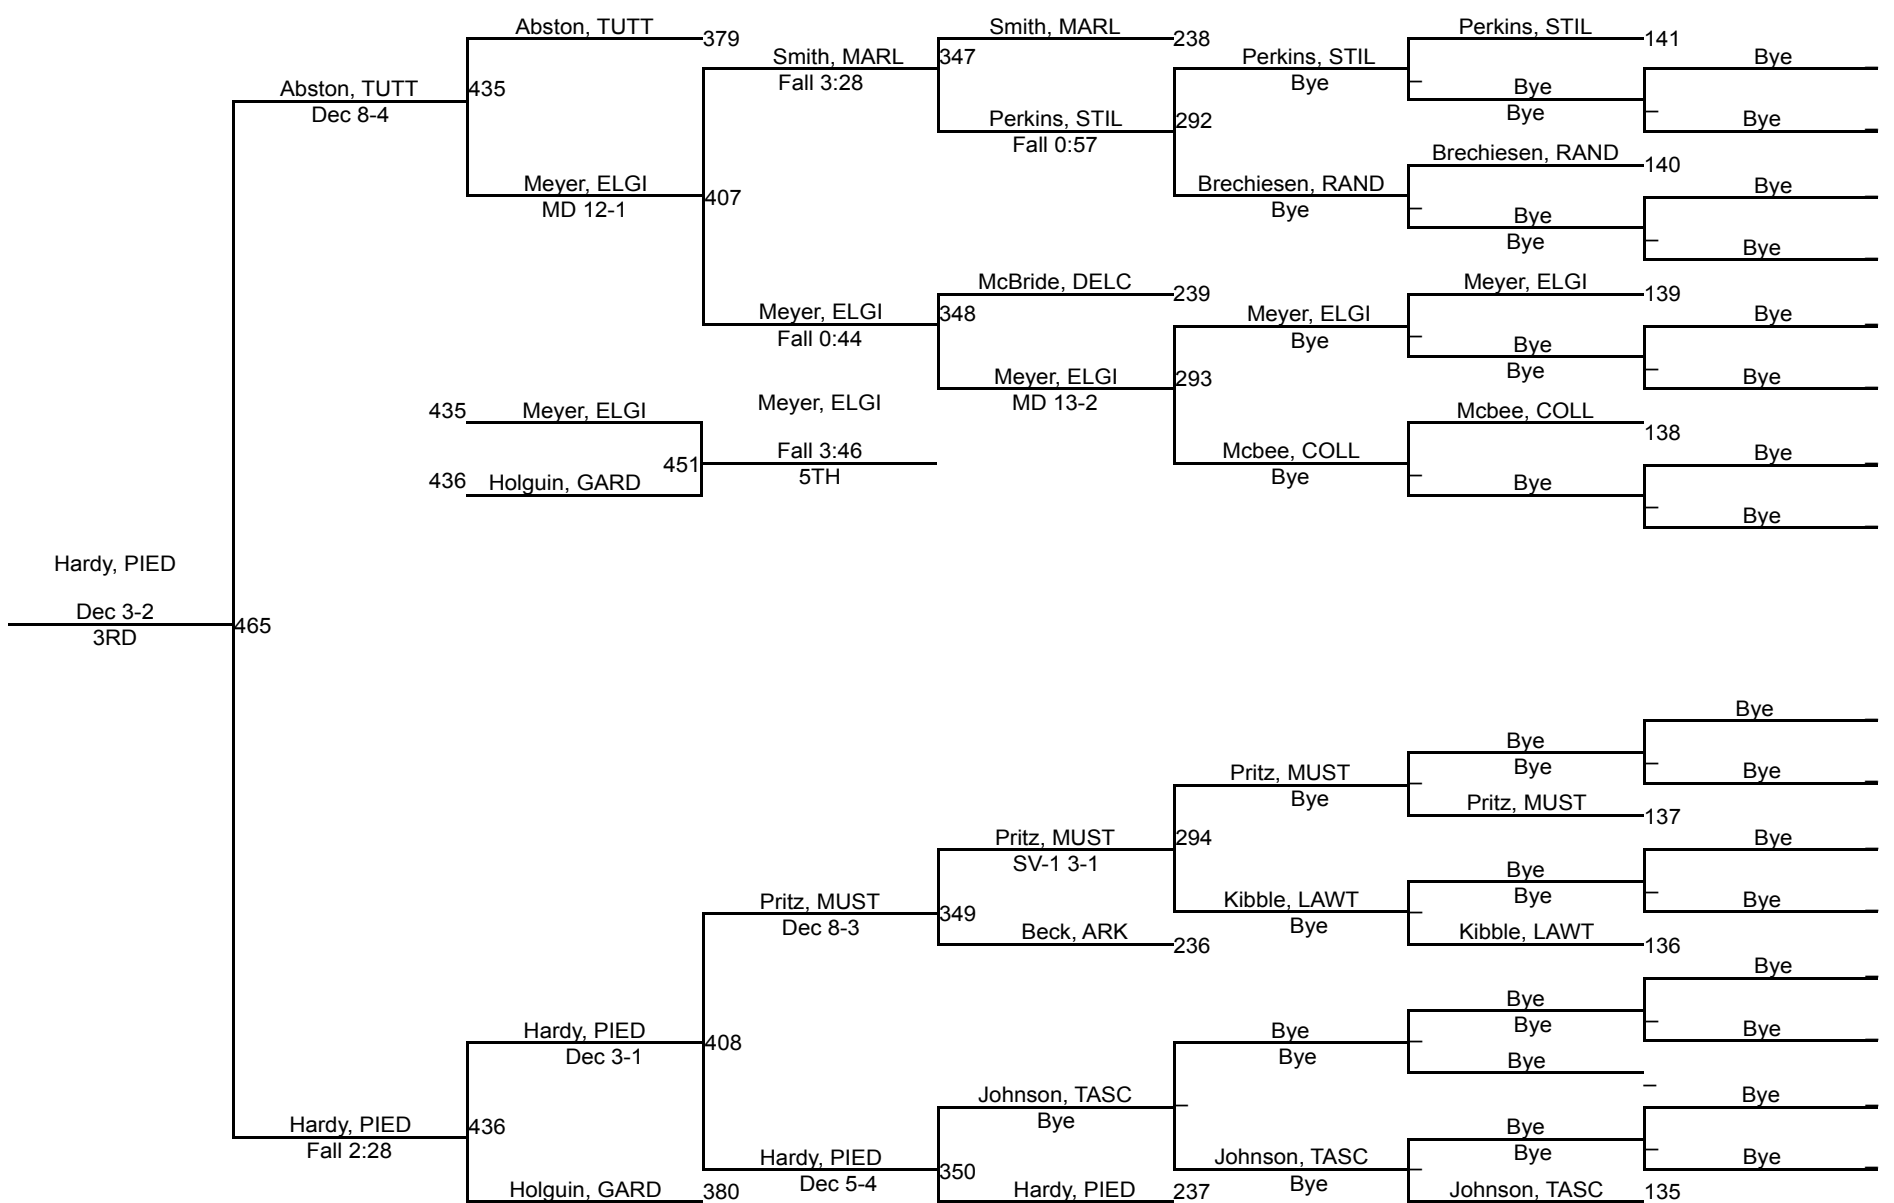 Abston, TUTT
379
Smith, MARL
238
Perkins, STIL
141
Smith, MARL
347
Perkins, STIL
Bye
Abston, TUTT
435
Fall 3:28
Bye
Bye
Dec 8-4
Perkins, STIL
292
Bye
Bye
Fall 0:57
Brechiesen, RAND
140
Meyer, ELGI
407
Brechiesen, RAND
Bye
MD 12-1
Bye
Bye
Bye
Bye
McBride, DELC
239
Meyer, ELGI
139
Meyer, ELGI
348
Meyer, ELGI
Bye
Fall 0:44
Bye
Bye
Meyer, ELGI
293
Bye
Bye
MD 13-2
435
Meyer, ELGI
Meyer, ELGI
Mcbee, COLL
138
451
Fall 3:46
Mcbee, COLL
Bye
436
Holguin, GARD
5TH
Bye
Bye
Bye
Hardy, PIED
Dec 3-2
465
3RD
Bye
Bye
Pritz, MUST
Bye
Bye
Bye
Pritz, MUST
137
Pritz, MUST
294
Bye
SV-1 3-1
Bye
Pritz, MUST
349
Kibble, LAWT
Bye
Bye
Dec 8-3
Beck, ARK
236
Bye
Kibble, LAWT
136
Bye
Bye
Hardy, PIED
408
Bye
Bye
Bye
Dec 3-1
Bye
Bye
Johnson, TASC
Bye
Hardy, PIED
436
Bye
Bye
Fall 2:28
Hardy, PIED
350
Johnson, TASC
Bye
Bye
Holguin, GARD
380
Dec 5-4
Hardy, PIED
237
Bye
Johnson, TASC
135